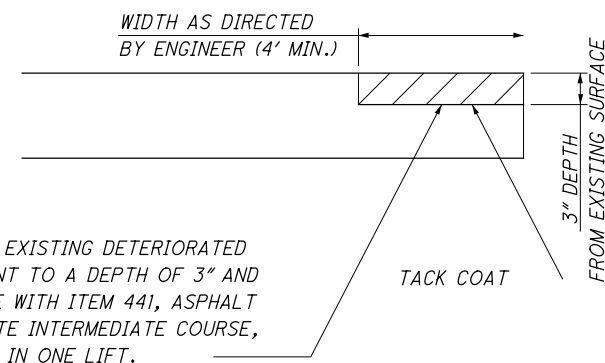 WIDTH AS DIRECTED
BY ENGINEER (4' MIN.)
3" DEPTH
FROM EXISTING SURFACE
EXISTING DETERIORATED
NT TO A DEPTH OF 3" AND
E WITH ITEM 441, ASPHALT
TE INTERMEDIATE COURSE,
IN ONE LIFT.
TACK COAT